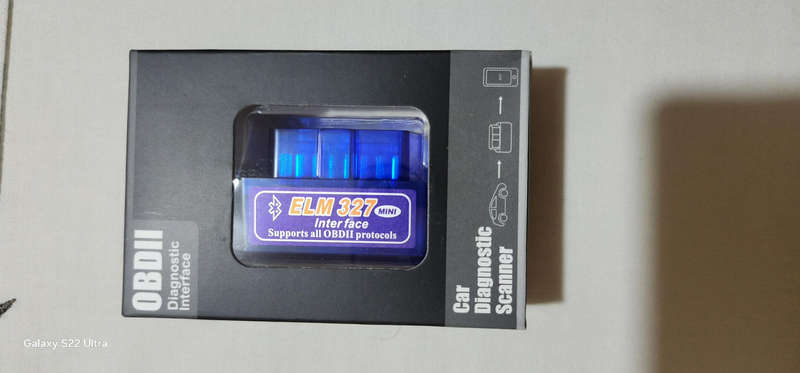 OBDII
Diagnostic
Interface
ELM 327 MINI
Interface
Supports all OBDII protocols
Car
Diagnostic
Scanner
Galaxy S22 Ultra